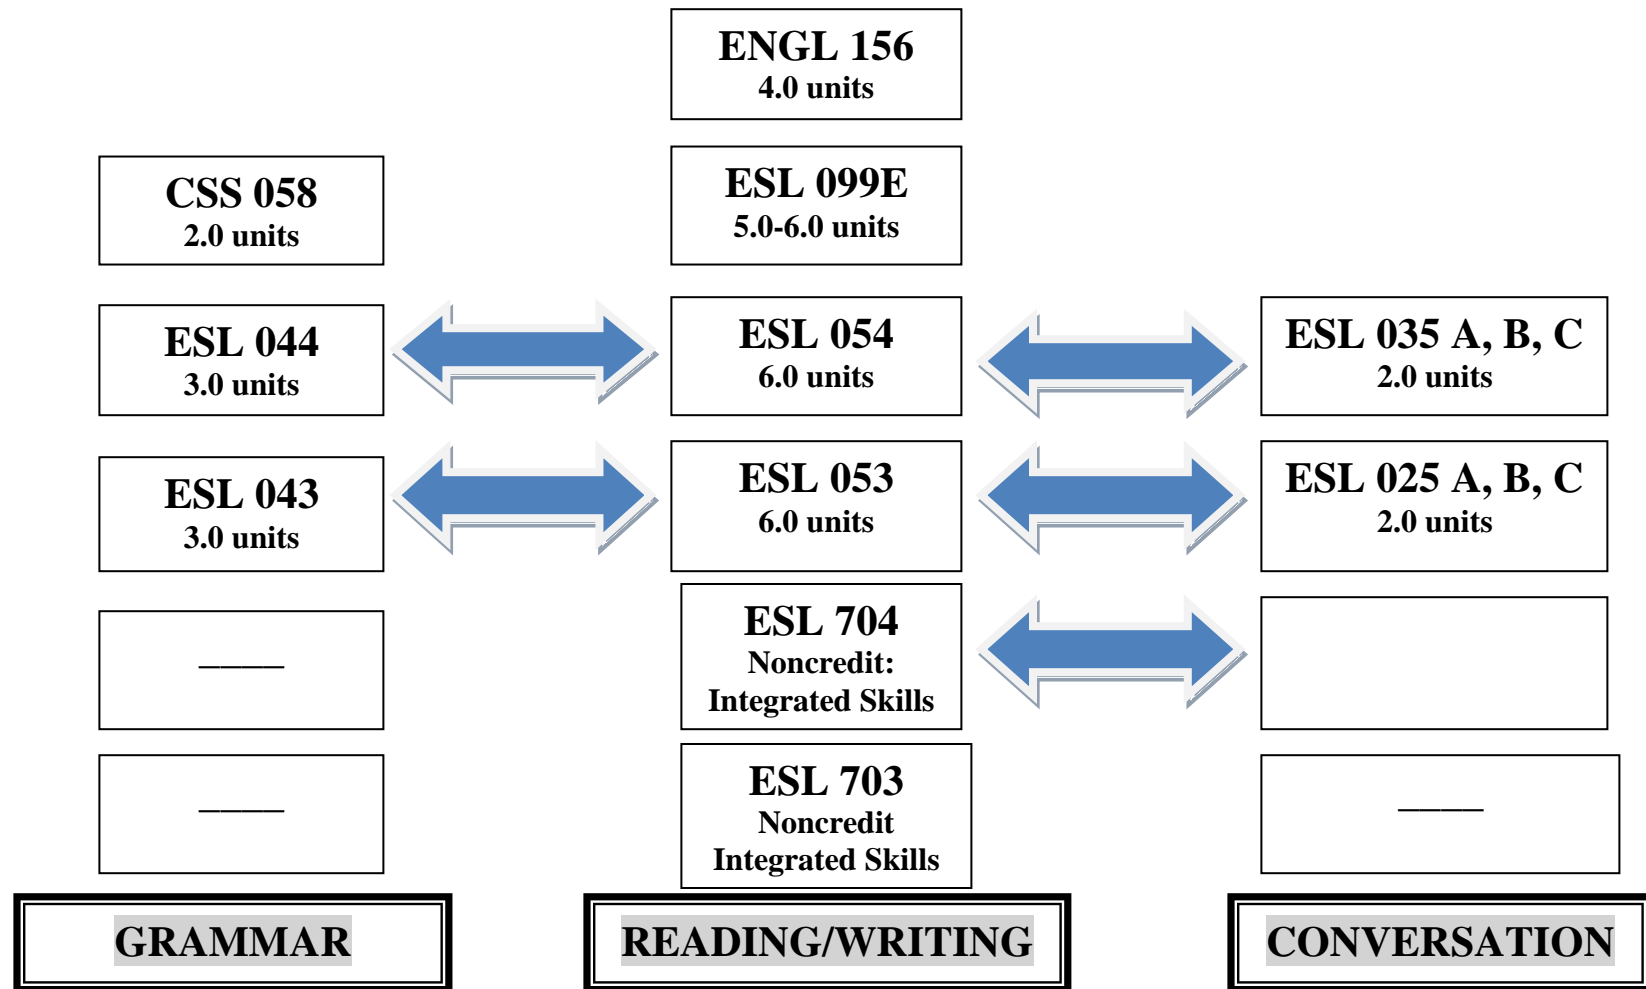 ENGL 156
4.0 units
CSS 058
2.0 units
ESL 099E
5.0-6.0 units
ESL 044
3.0 units
ESL 054
6.0 units
ESL 035 A, B, C
2.0 units
ESL 043
3.0 units
ESL 053
6.0 units
ESL 025 A, B, C
2.0 units
____
ESL 704
Noncredit:
Integrated Skills
____
ESL 703
Noncredit
Integrated Skills
____
GRAMMAR
READING/WRITING
CONVERSATION